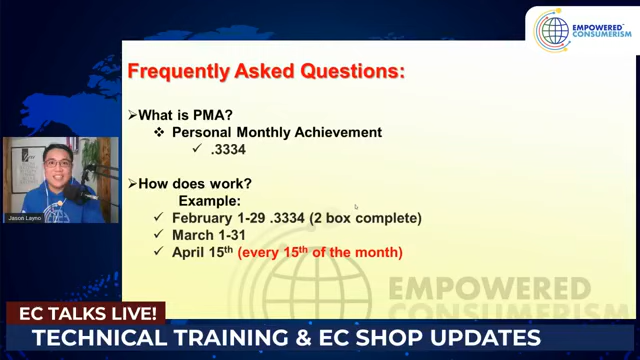 EMPOWERED
CONSUMERISM
Frequently Asked Questions:
What is PMA?
Personal Monthly Achievement
.3334
How does work?
Example:
February 1-29 .3334 (2 box complete)
March 1-31
April 15th (every 15th of the month)
Jason Layno
EMPOWERED
CONSUMERISM
EC TALKS LIVE!
TECHNICAL TRAINING & EC SHOP UPDATES